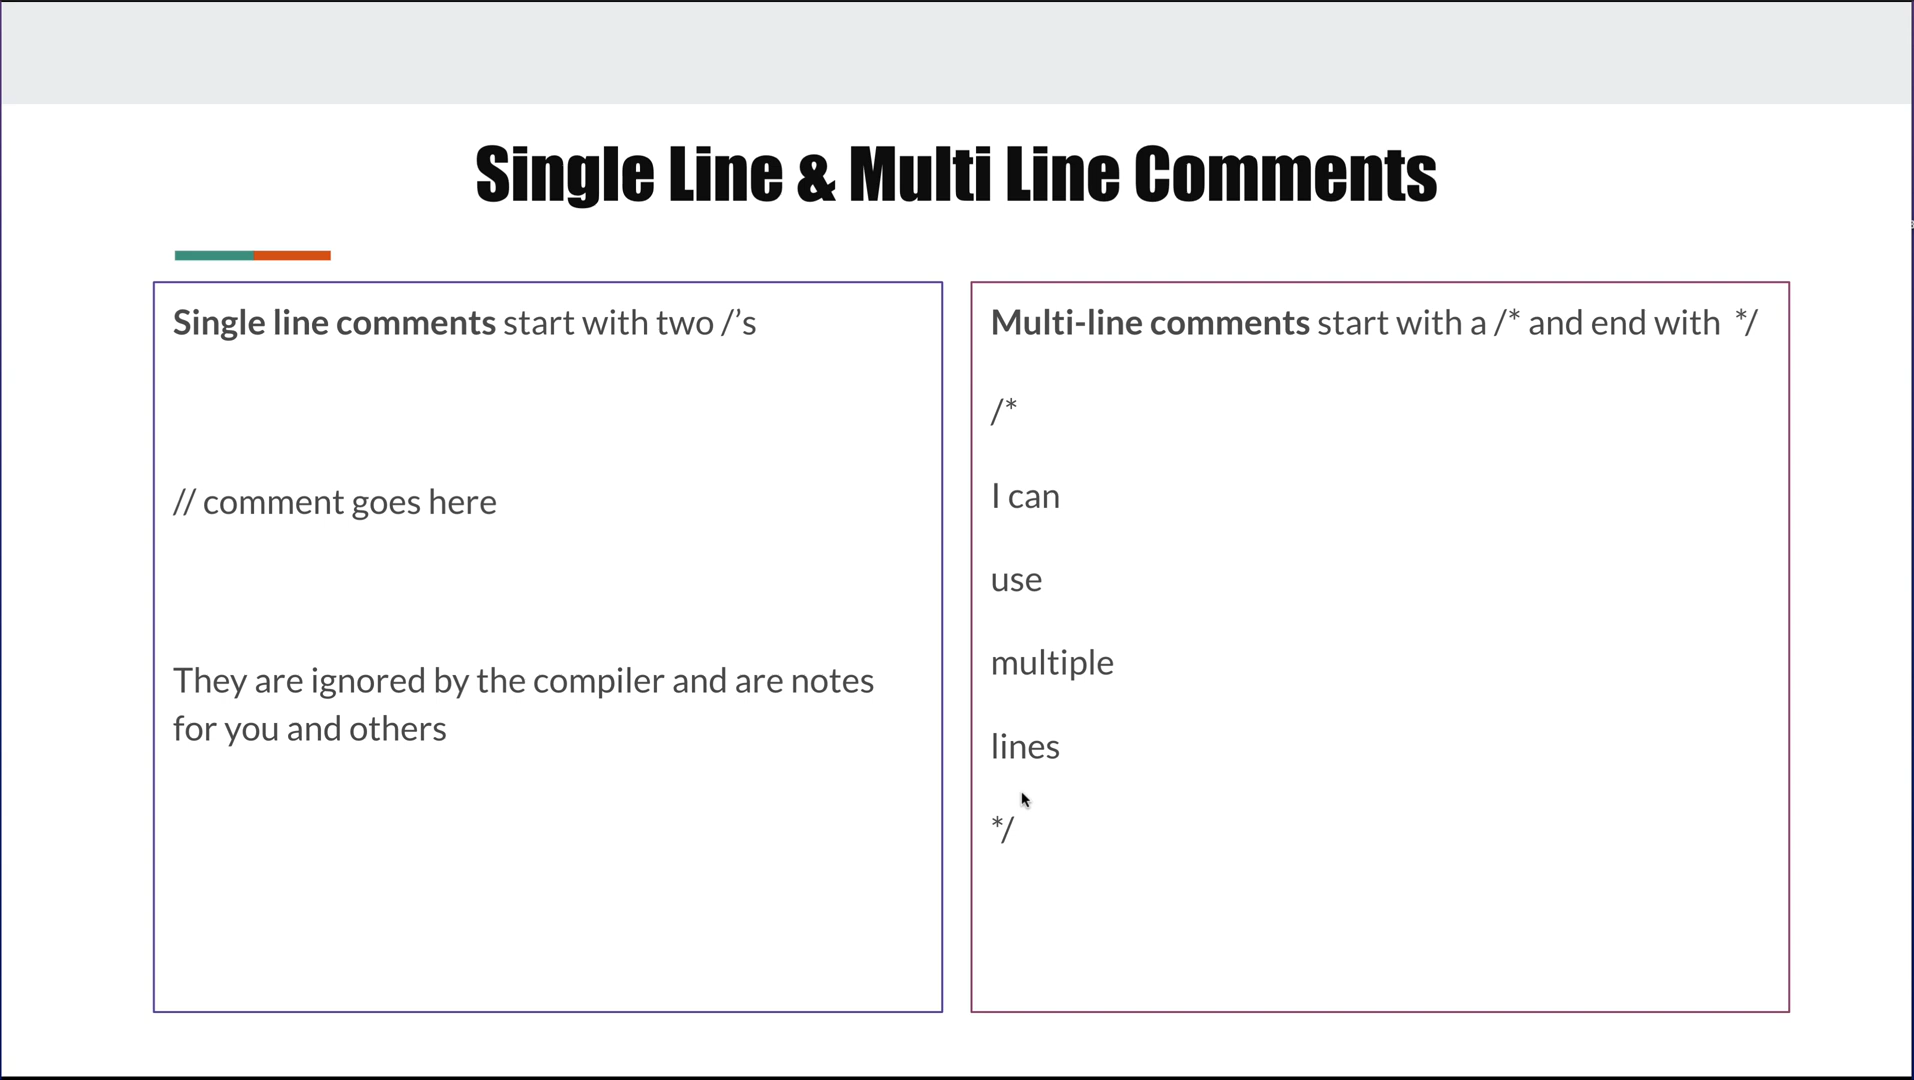 Single Line & Multi Line Comments
Single line comments start with two /’s
// comment goes here
They are ignored by the compiler and are notes
for you and others
Multi-line comments start with a /* and end with */
/*
I can
use
multiple
lines
*/